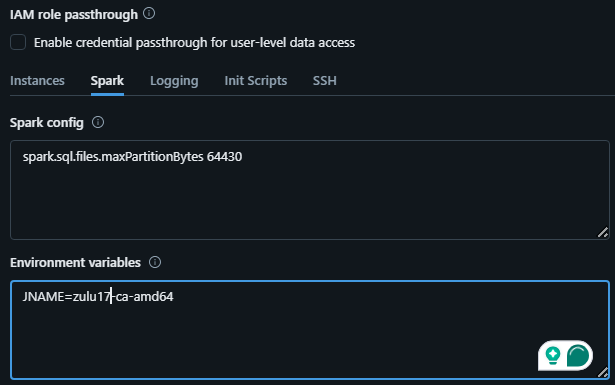 IAM role passthrough
Enable credential passthrough for user-level data access
Instances Spark Logging Init Scripts SSH
Spark config
spark.sql.files.maxPartitionBytes 64430
Environment variables
JNAME=zulu17-ca-amd64